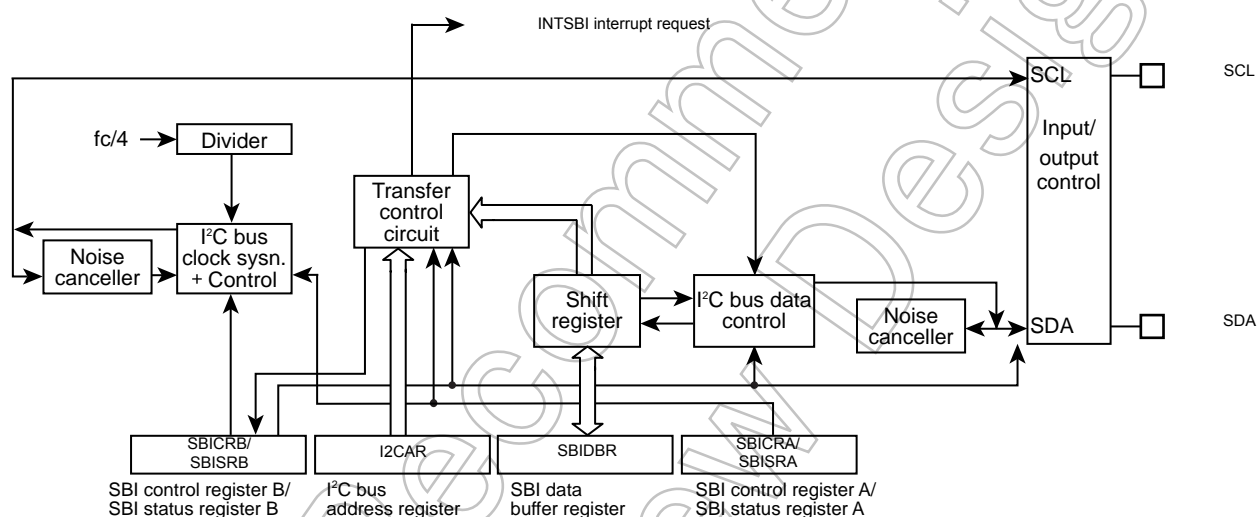 INTSBI interrupt request
SCL
SCL
fc/4
Divider
Input/
output
control
Transfer
control
circuit
I²C bus
clock sysn.
+ Control
Noise
canceller
Shift
register
I²C bus data
control
Noise
canceller
SDA
SDA
SBICRB/
SBISRB
I2CAR
SBIDBR
SBICRA/
SBISRA
SBI control register B/
SBI status register B
I²C bus
address register
SBI data
buffer register
SBI control register A/
SBI status register A